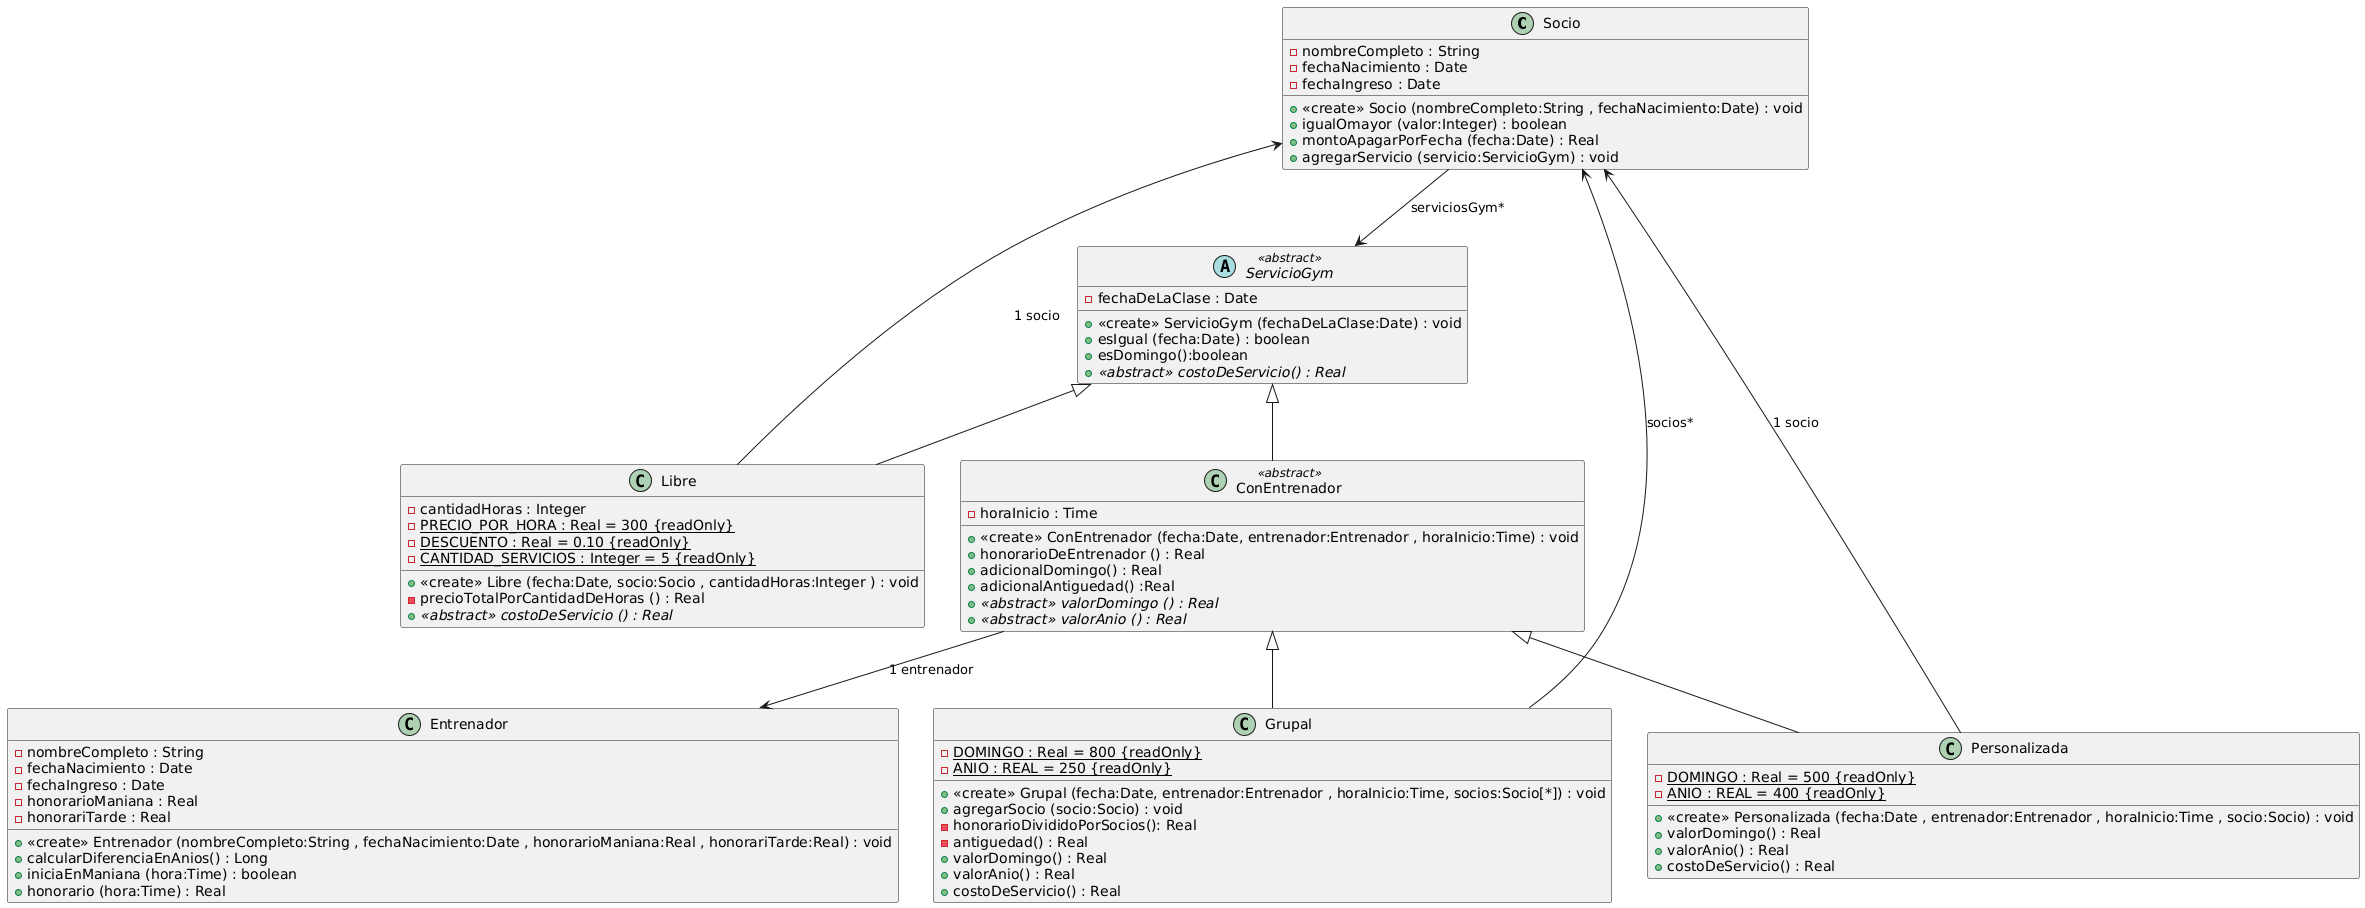 C Socio
nombreCompleto : String
fechaNacimiento : Date
fechaIngreso : Date
«create» Socio (nombreCompleto:String , fechaNacimiento:Date) : void
igualOmayor (valor:Integer) : boolean
montoApagarPorFecha (fecha:Date) : Real
agregarServicio (servicio:ServicioGym) : void
serviciosGym*
A «abstract»
ServicioGym
fechaDeLaClase : Date
«create» ServicioGym (fechaDeLaClase:Date) : void
esIgual (fecha:Date) : boolean
esDomingo():boolean
«abstract» costoDeServicio() : Real
1 socio
socios*
1 socio
C Libre
cantidadHoras : Integer
PRECIO_POR_HORA : Real = 300 {readOnly}
DESCUENTO : Real = 0.10 {readOnly}
CANTIDAD_SERVICIOS : Integer = 5 {readOnly}
«create» Libre (fecha:Date, socio:Socio , cantidadHoras:Integer ) : void
precioTotalPorCantidadDeHoras () : Real
«abstract» costoDeServicio () : Real
C «abstract»
ConEntrenador
horaInicio : Time
«create» ConEntrenador (fecha:Date, entrenador:Entrenador , horaInicio:Time) : void
honorarioDeEntrenador () : Real
adicionalDomingo() : Real
adicionalAntiguedad() :Real
«abstract» valorDomingo () : Real
«abstract» valorAnio () : Real
1 entrenador
C Entrenador
nombreCompleto : String
fechaNacimiento : Date
fechaIngreso : Date
honorarioManiana : Real
honorariTarde : Real
«create» Entrenador (nombreCompleto:String , fechaNacimiento:Date , honorarioManiana:Real , honorariTarde:Real) : void
calcularDiferenciaEnAnios() : Long
iniciaEnManiana (hora:Time) : boolean
honorario (hora:Time) : Real
C Grupal
DOMINGO : Real = 800 {readOnly}
ANIO : REAL = 250 {readOnly}
«create» Grupal (fecha:Date, entrenador:Entrenador , horaInicio:Time, socios:Socio[*]) : void
agregarSocio (socio:Socio) : void
honorarioDivididoPorSocios(): Real
antiguedad() : Real
valorDomingo() : Real
valorAnio() : Real
costoDeServicio() : Real
C Personalizada
DOMINGO : Real = 500 {readOnly}
ANIO : REAL = 400 {readOnly}
«create» Personalizada (fecha:Date , entrenador:Entrenador , horaInicio:Time , socio:Socio) : void
valorDomingo() : Real
valorAnio() : Real
costoDeServicio() : Real